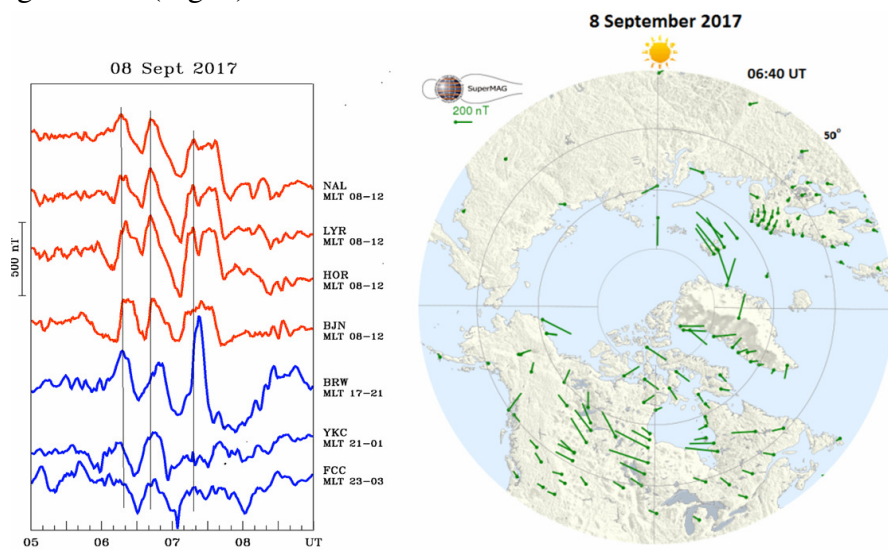 08 Sept 2017
NAL
MLT 08-12
LYR
MLT 08-12
HOR
MLT 08-12
BJN
MLT 08-12
BRW
MLT 17-21
YKC
MLT 21-01
FCC
MLT 23-03
500 nT
05 06 07 08 UT
8 September 2017
06:40 UT
SuperMAG
200 nT
50°